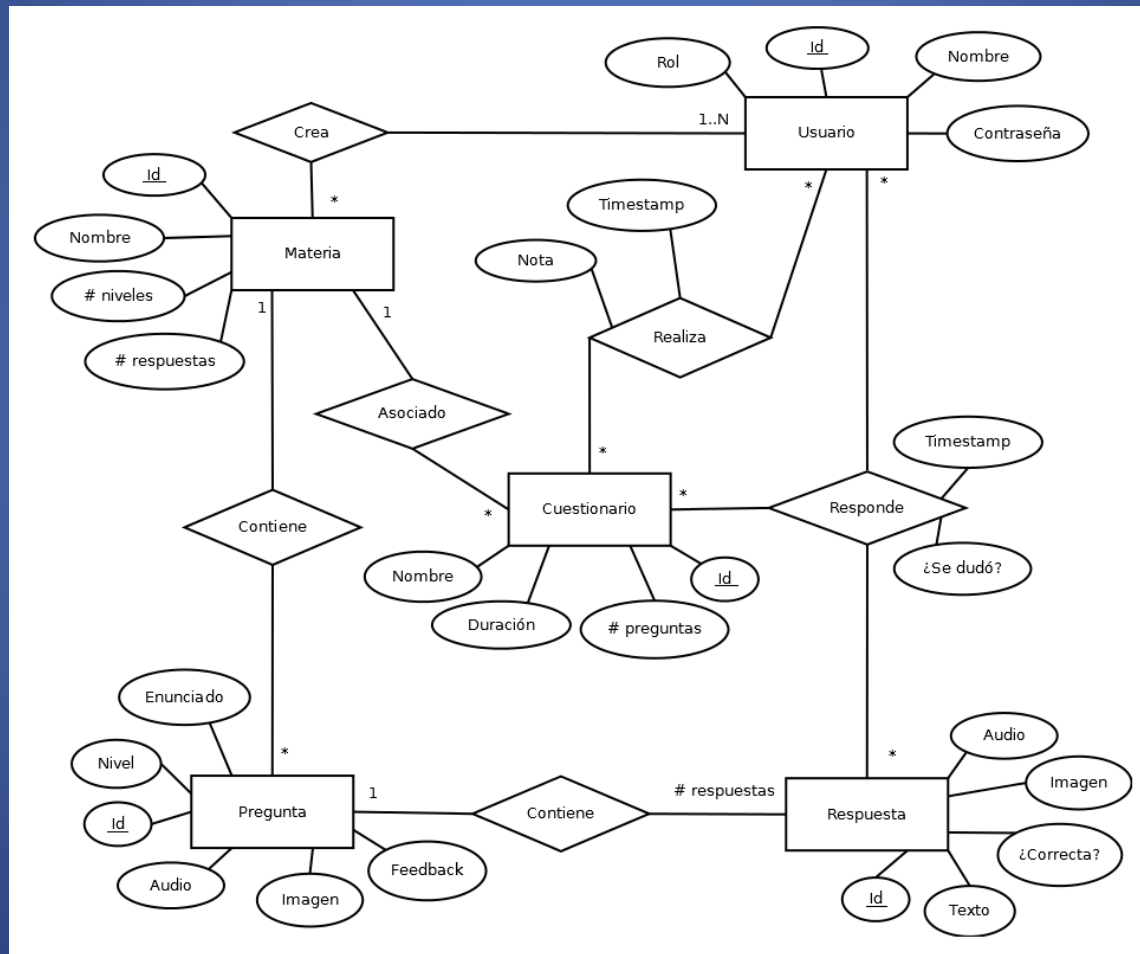 Id
Rol
Nombre
1..N
Usuario
Contraseña
Crea
Id
*
*
*
Timestamp
Nombre
Materia
Nota
# niveles
1
1
Realiza
# respuestas
Asociado
Timestamp
*
*
*
Cuestionario
Responde
Contiene
Nombre
Id
¿Se dudó?
Duración
# preguntas
Enunciado
*
*
Audio
Nivel
Imagen
1
# respuestas
Pregunta
Contiene
Respuesta
Id
¿Correcta?
Feedback
Audio
Imagen
Id
Texto